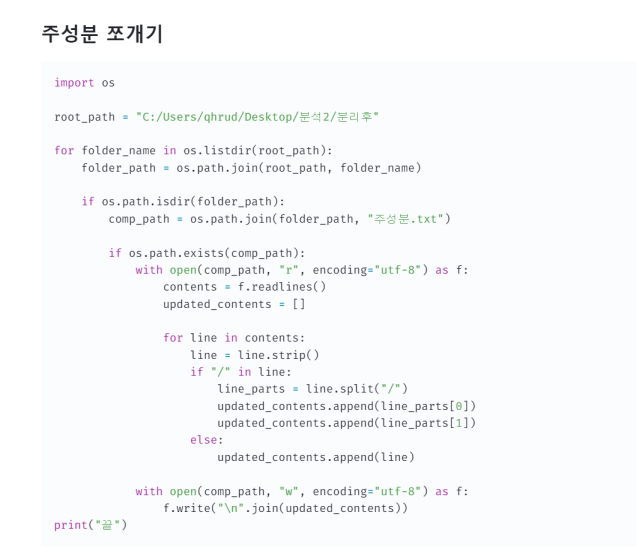 주성분 쪼개기
import os
root_path = "C:/Users/qhrud/Desktop/분석2/분리후"
for folder_name in os.listdir(root_path):
    folder_path = os.path.join(root_path, folder_name)
    if os.path.isdir(folder_path):
        comp_path = os.path.join(folder_path, "주성분.txt")
        if os.path.exists(comp_path):
            with open(comp_path, "r", encoding="utf-8") as f:
                contents = f.readlines()
                updated_contents = []
                for line in contents:
                    line = line.strip()
                    if "/" in line:
                        line_parts = line.split("/")
                        updated_contents.append(line_parts[0])
                        updated_contents.append(line_parts[1])
                    else:
                        updated_contents.append(line)
            with open(comp_path, "w", encoding="utf-8") as f:
                f.write("\n".join(updated_contents))
print("끝")